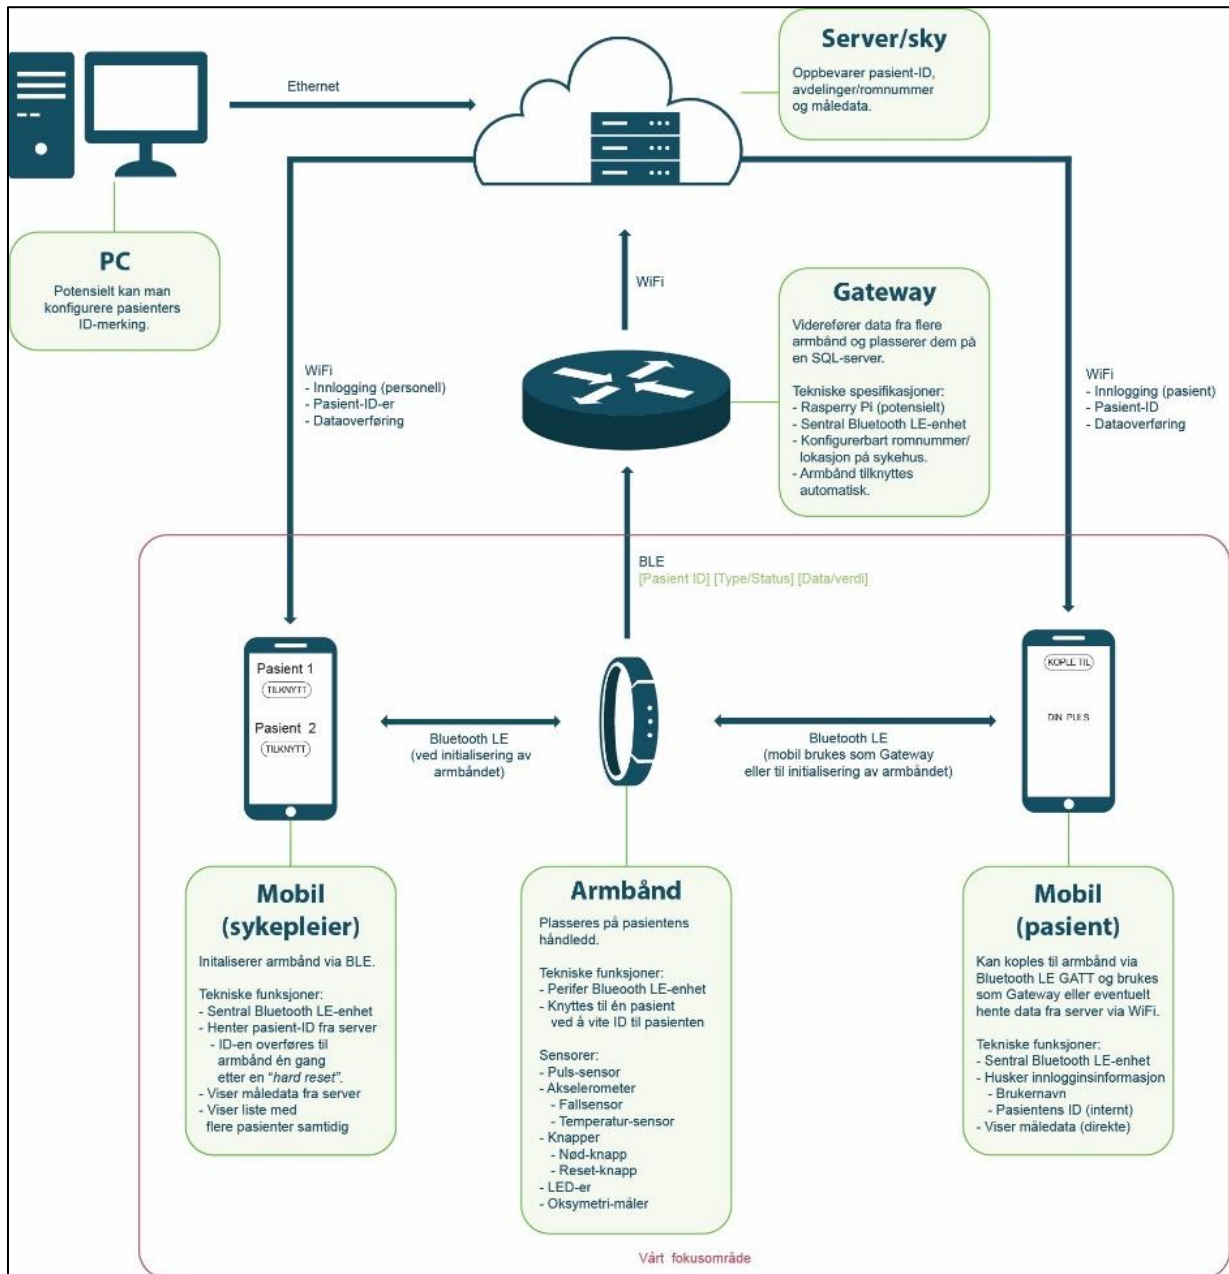 Server/sky
Oppbevarer pasient-ID,
avdelinger/romnummer
og måledata.
Ethernet
PC
Potensielt kan man
konfigurere pasienters
ID-merking.
WiFi
Gateway
Viderefører data fra flere
armbånd og plasserer dem på
en SQL-server.
Tekniske spesifikasjoner:
- Rasperry Pi (potensielt)
- Sentral Bluetooth LE-enhet
- Konfigurerbart romnummer/
lokasjon på sykehus.
- Armbånd tilknyttes
automatisk.
WiFi
- Innlogging (personell)
- Pasient-ID-er
- Dataoverføring
WiFi
- Innlogging (pasient)
- Pasient-ID
- Dataoverføring
BLE
[Pasient ID] [Type/Status] [Data/verdi]
Pasient 1
TILKNYTT
Pasient 2
TILKNYTT
Bluetooth LE
(ved initialisering av
armbåndet)
Bluetooth LE
(mobil brukes som Gateway
eller til initialisering av armbåndet)
KOPLE TIL
DIN PULS
Mobil
(sykepleier)
Initaliserer armbånd via BLE.
Tekniske funksjoner:
- Sentral Bluetooth LE-enhet
- Henter pasient-ID fra server
- ID-en overføres til
armbånd én gang
etter en "hard reset".
- Viser måledata fra server
- Viser liste med
flere pasienter samtidig
Armbånd
Plasseres på pasientens
håndledd.
Tekniske funksjoner:
- Perifer Blueooth LE-enhet
- Knyttes til én pasient
ved å vite ID til pasienten
Sensorer:
- Puls-sensor
- Akselerometer
- Fallsensor
- Temperatur-sensor
- Knapper
- Nød-knapp
- Reset-knapp
- LED-er
- Oksymetri-måler
Mobil
(pasient)
Kan koples til armbånd via
Bluetooth LE GATT og brukes
som Gateway eller eventuelt
hente data fra server via WiFi.
Tekniske funksjoner:
- Sentral Bluetooth LE-enhet
- Husker innlogginsinformasjon
- Brukernavn
- Pasientens ID (internt)
- Viser måledata (direkte)
Vårt fokusområde